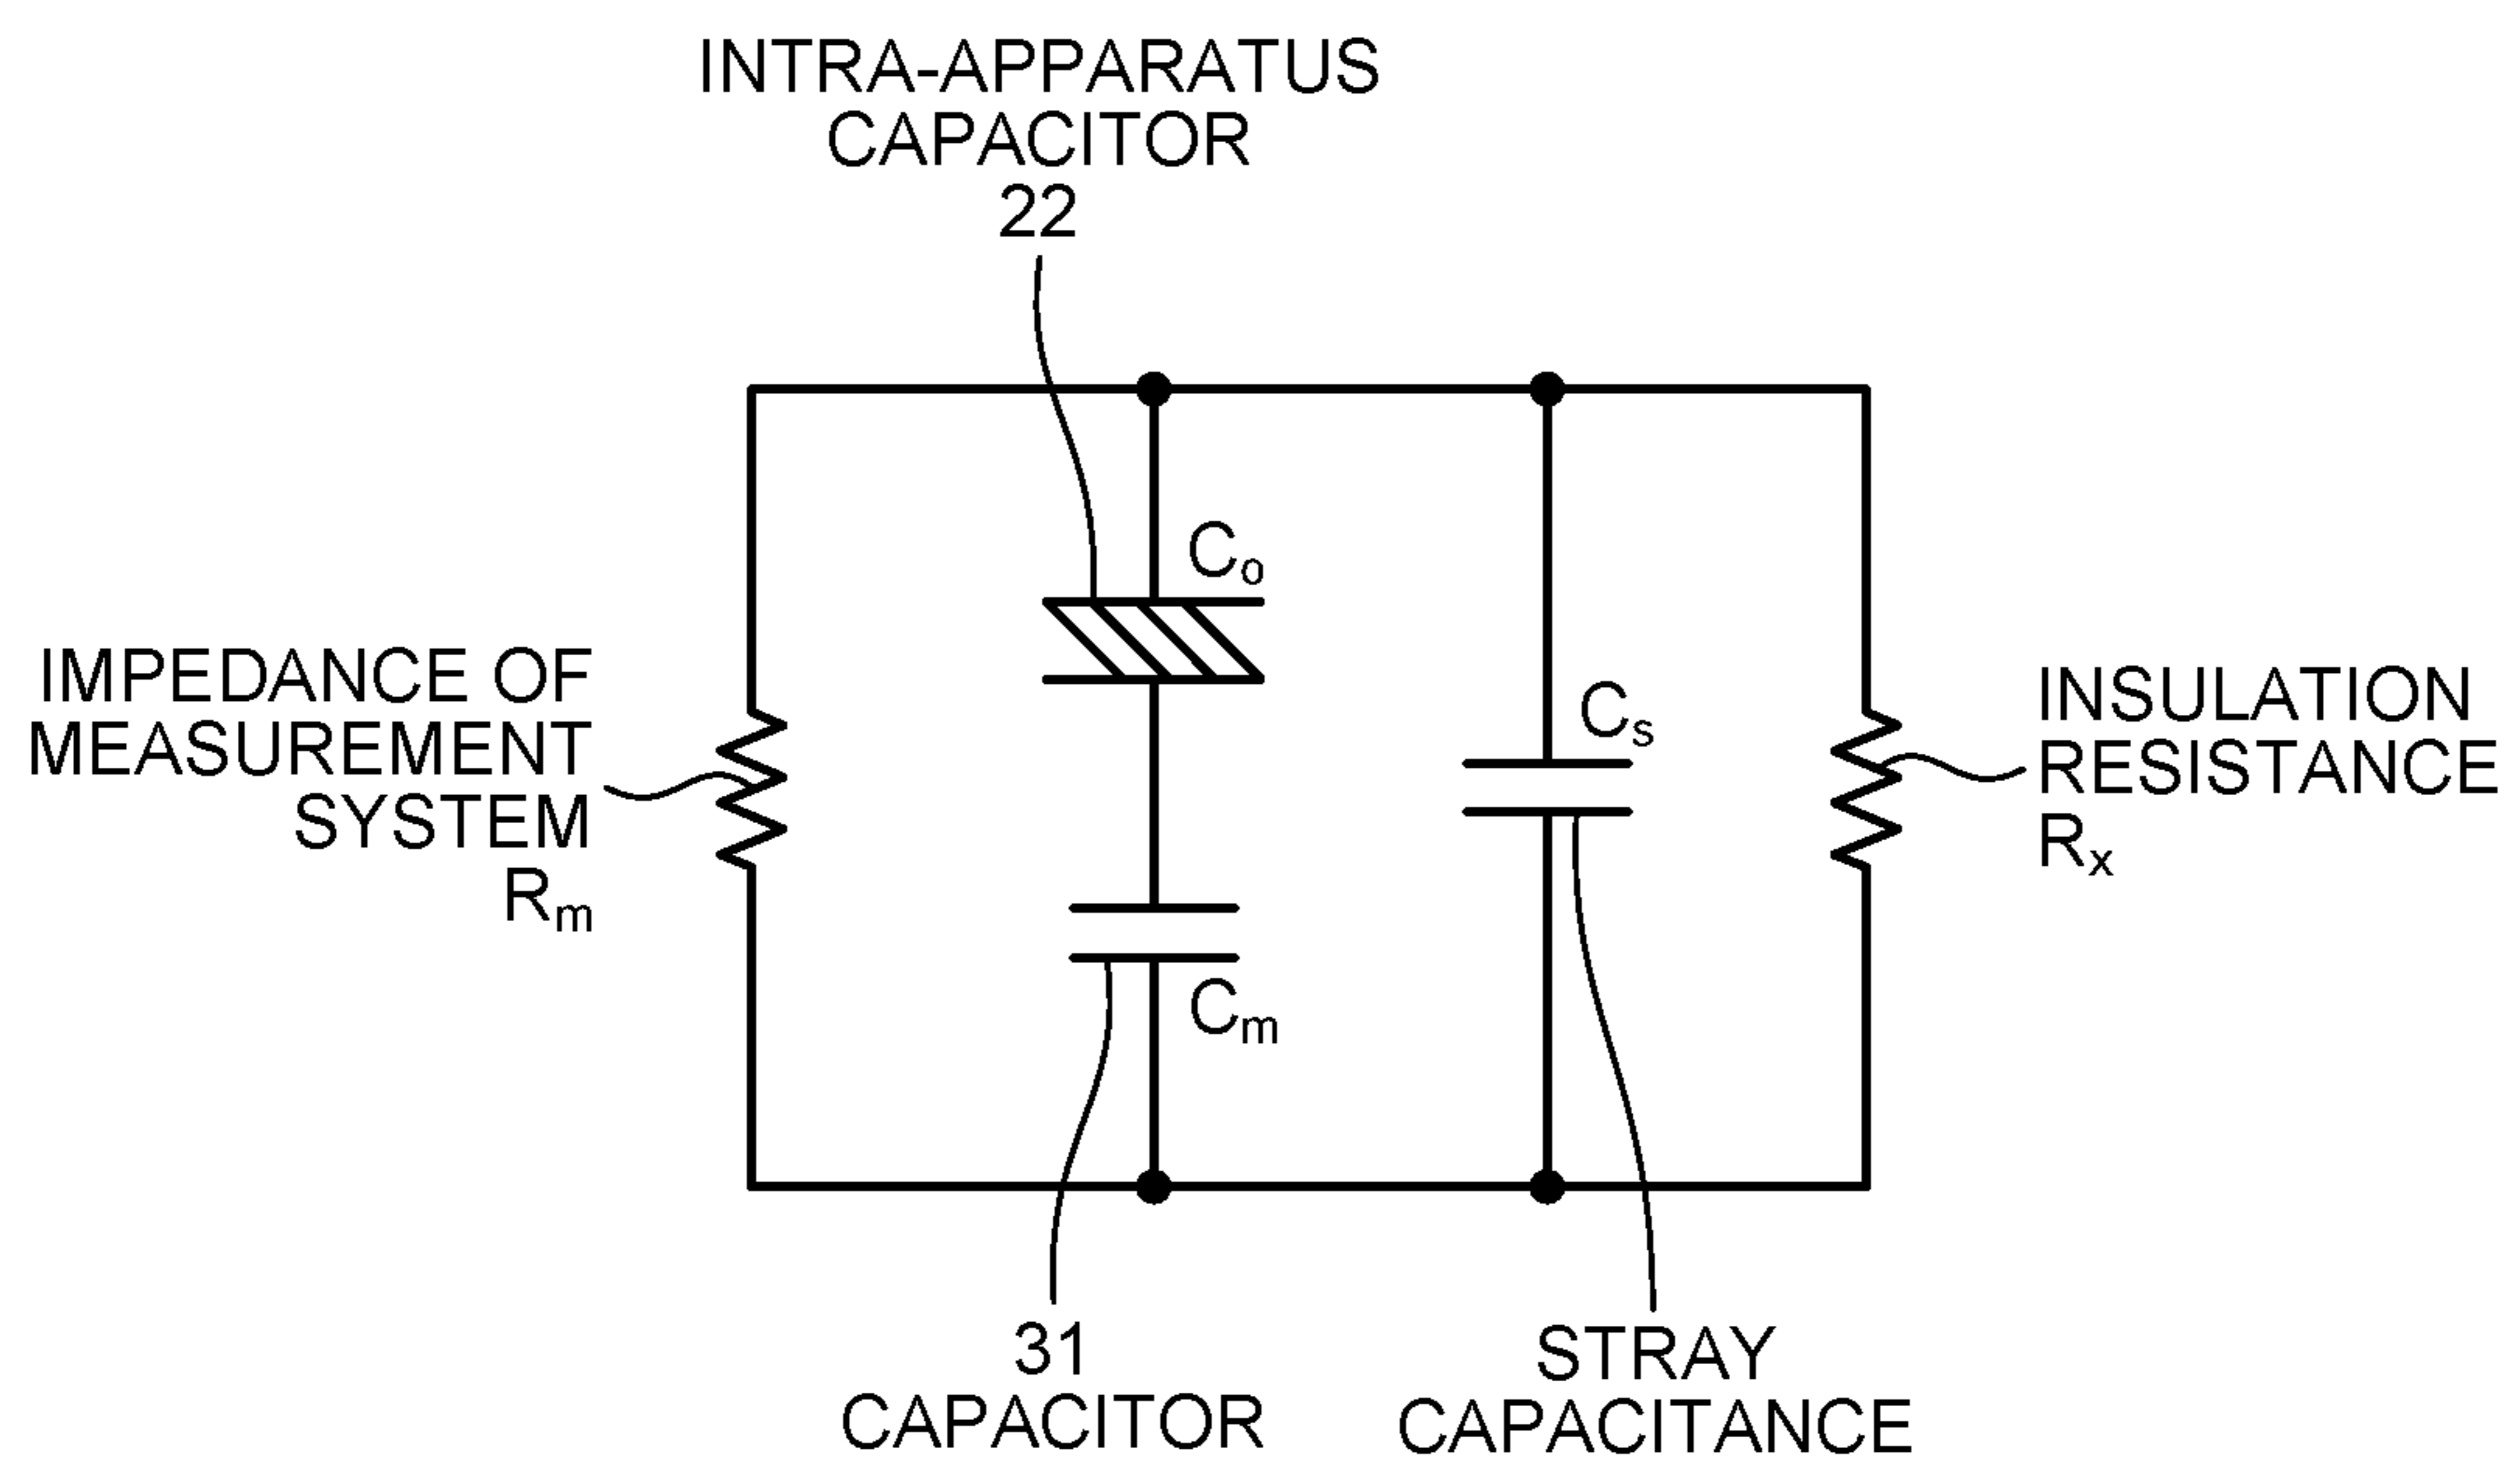 INTRA-APPARATUS
CAPACITOR
22
Co
IMPEDANCE OF
MEASUREMENT
SYSTEM
Rm
Cs
INSULATION
RESISTANCE
Rx
Cm
31
CAPACITOR
STRAY
CAPACITANCE